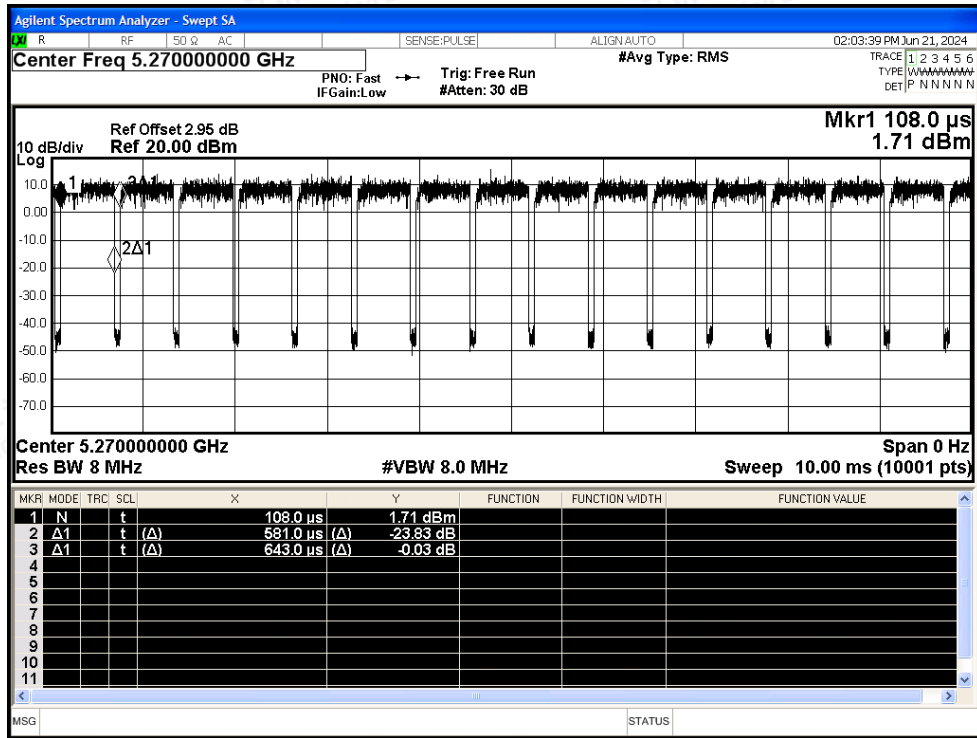 Agilent Spectrum Analyzer - Swept SA
LXI R RF 50 Ω AC SENSE:PULSE ALIGN AUTO 02:03:39 PM Jun 21, 2024
Center Freq 5.270000000 GHz #Avg Type: RMS TRACE 1 2 3 4 5 6
PNO: Fast Trig: Free Run TYPE W
IFGain:Low #Atten: 30 dB DET P N N N N N
Mkr1 108.0 µs
Ref Offset 2.95 dB
10 dB/div Ref 20.00 dBm 1.71 dBm
Log
10.0
0.00
-10.0
-20.0
-30.0
-40.0
-50.0
-60.0
-70.0
1 3Δ1
2Δ1
Center 5.270000000 GHz Span 0 Hz
Res BW 8 MHz #VBW 8.0 MHz Sweep 10.00 ms (10001 pts)
MKR MODE TRC SCL X Y FUNCTION FUNCTION WIDTH FUNCTION VALUE
1 N t 108.0 µs 1.71 dBm
2 Δ1 t (Δ) 581.0 µs (Δ) -23.83 dB
3 Δ1 t (Δ) 643.0 µs (Δ) -0.03 dB
4
5
6
7
8
9
10
11
MSG STATUS